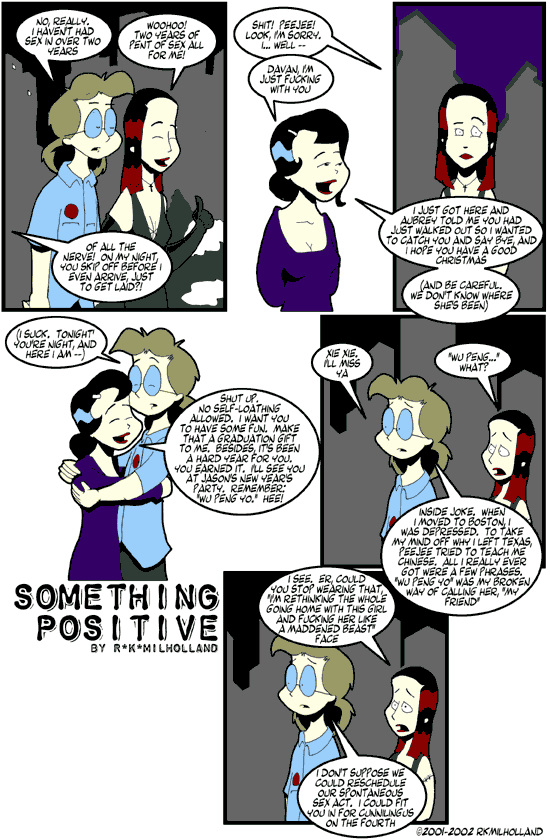 NO, REALLY.
I HAVEN'T HAD
SEX IN OVER TWO
YEARS
WOOHOO!
TWO YEARS OF
PENT OF SEX ALL
FOR ME!
OF ALL THE
NERVE! ON MY NIGHT,
YOU SKIP OFF BEFORE I
EVEN ARRIVE, JUST
TO GET LAID?!
SHIT! PEEJEE!
LOOK, I'M SORRY.
I... WELL --
DAVAN, I'M
JUST FUCKING
WITH YOU
I JUST GOT HERE AND
AUBREY TOLD ME YOU HAD
JUST WALKED OUT SO I WANTED
TO CATCH YOU AND SAY BYE, AND
I HOPE YOU HAVE A GOOD
CHRISTMAS
(AND BE CAREFUL.
WE DON'T KNOW WHERE
SHE'S BEEN)
(I SUCK. TONIGHT'
YOU'RE NIGHT, AND
HERE I AM --)
SHUT UP.
NO SELF-LOATHING
ALLOWED. I WANT YOU
TO HAVE SOME FUN. MAKE
THAT A GRADUATION GIFT
TO ME. BESIDES, IT'S BEEN
A HARD YEAR FOR YOU.
YOU EARNED IT. I'LL SEE YOU
AT JASON'S NEW YEAR'S
PARTY. REMEMBER:
"WU PENG YO." HEE!
XIE XIE.
I'LL MISS
YA
"WU PENG..."
WHAT?
INSIDE JOKE. WHEN
I MOVED TO BOSTON, I
WAS DEPRESSED. TO TAKE
MY MIND OFF WHY I LEFT TEXAS,
PEEJEE TRIED TO TEACH ME
CHINESE. ALL I REALLY EVER
GOT WERE A FEW PHRASES.
"WU PENG YO" WAS MY BROKEN
WAY OF CALLING HER, "MY
FRIEND"
SOMETHING
POSITIVE
BY R*K*MILHOLLAND
I SEE. ER, COULD
YOU STOP WEARING THAT,
"I'M RETHINKING THE WHOLE
GOING HOME WITH THIS GIRL
AND FUCKING HER LIKE
A MADDENED BEAST"
FACE
I DON'T SUPPOSE WE
COULD RESCHEDULE
OUR SPONTANEOUS
SEX ACT. I COULD FIT
YOU IN FOR CUNNILINGUS
ON THE FOURTH
©2001-2002 RKMILHOLLAND